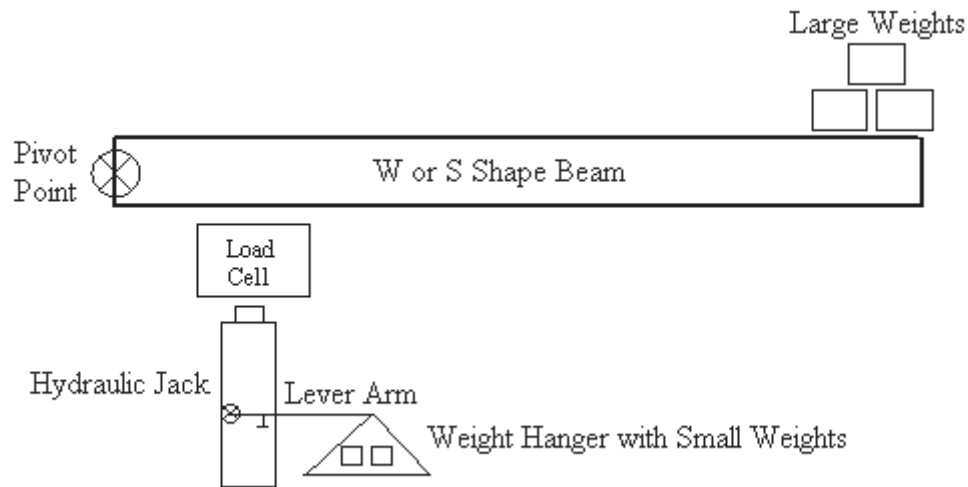 Large Weights
Pivot
Point
W or S Shape Beam
Load
Cell
Hydraulic Jack
Lever Arm
Weight Hanger with Small Weights